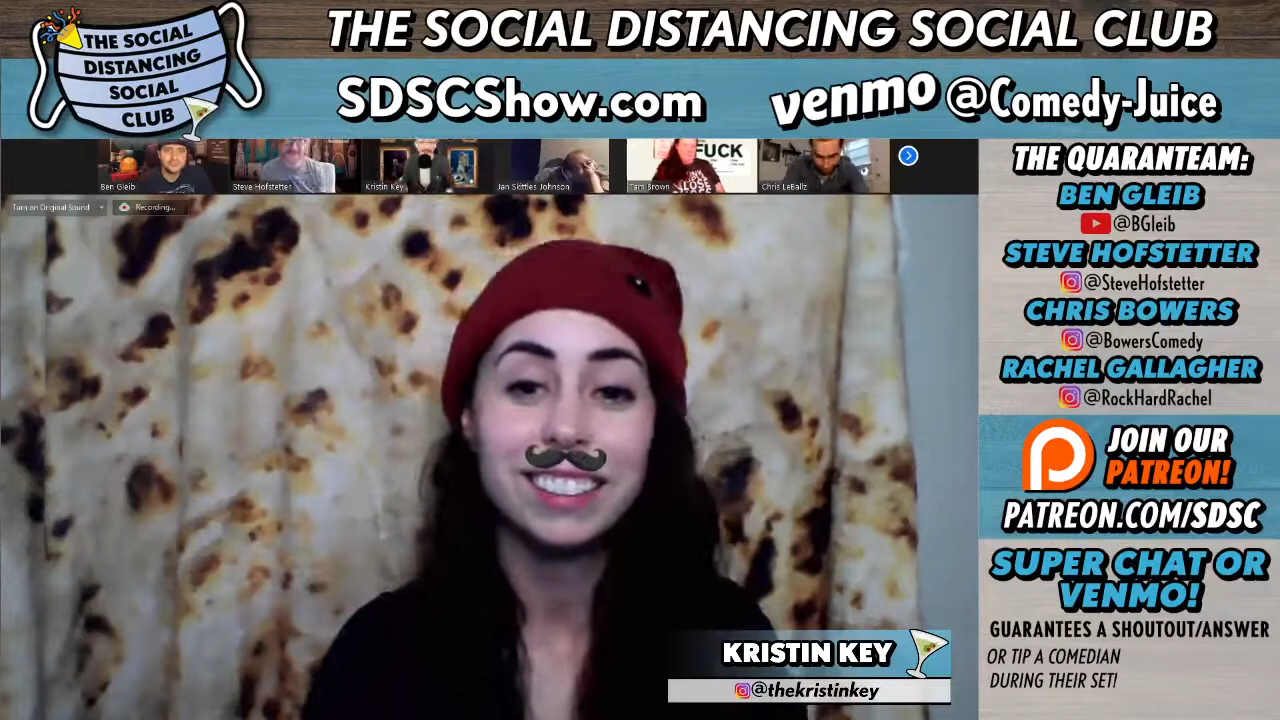 THE SOCIAL
DISTANCING
SOCIAL
CLUB
THE SOCIAL DISTANCING SOCIAL CLUB
SDSCShow.com
venmo @Comedy-Juice
Ben Gleib
Steve Hofstetter
Kristin Key
Jan Skittles Johnson
Tam Brown
Chris LeBallz
FUCK
Turn on Original Sound
Recording...
THE QUARANTEAM:
BEN GLEIB
@BGleib
STEVE HOFSTETTER
@SteveHofstetter
CHRIS BOWERS
@BowersComedy
RACHEL GALLAGHER
@RockHardRachel
JOIN OUR
PATREON!
PATREON.COM/SDSC
SUPER CHAT OR
VENMO!
GUARANTEES A SHOUTOUT/ANSWER
OR TIP A COMEDIAN
DURING THEIR SET!
KRISTIN KEY
@thekristinkey